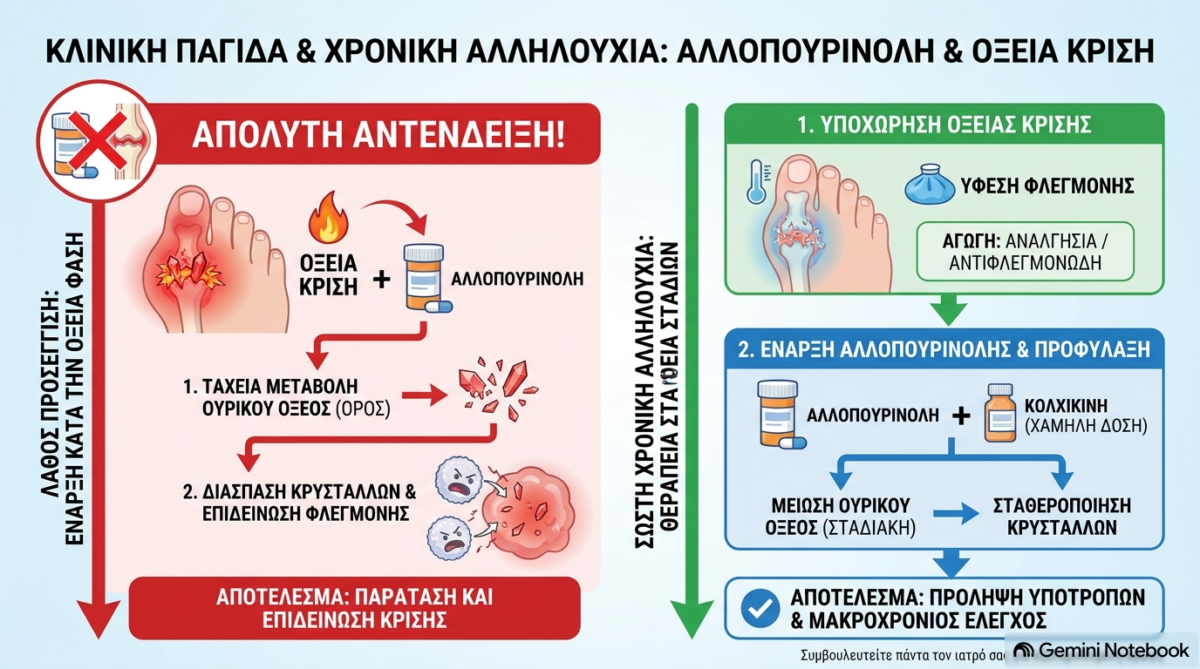 ΚΛΙΝΙΚΗ ΠΑΓΙΔΑ & ΧΡΟΝΙΚΗ ΑΛΛΗΛΟΥΧΙΑ: ΑΛΛΟΠΟΥΡΙΝΟΛΗ & ΟΞΕΙΑ ΚΡΙΣΗ
ΛΑΘΟΣ ΠΡΟΣΕΓΓΙΣΗ:
ΕΝΑΡΞΗ ΚΑΤΑ ΤΗΝ ΟΞΕΙΑ ΦΑΣΗ
ΑΠΟΛΥΤΗ ΑΝΤΕΝΔΕΙΞΗ!
ΟΞΕΙΑ
ΚΡΙΣΗ
+
ΑΛΛΟΠΟΥΡΙΝΟΛΗ
1. ΤΑΧΕΙΑ ΜΕΤΑΒΟΛΗ
ΟΥΡΙΚΟΥ ΟΞΕΟΣ (ΟΡΟΣ)
2. ΔΙΑΣΠΑΣΗ ΚΡΥΣΤΑΛΛΩΝ &
ΕΠΙΔΕΙΝΩΣΗ ΦΛΕΓΜΟΝΗΣ
ΑΠΟΤΕΛΕΣΜΑ: ΠΑΡΑΤΑΣΗ ΚΑΙ
ΕΠΙΔΕΙΝΩΣΗ ΚΡΙΣΗΣ
ΣΩΣΤΗ ΧΡΟΝΙΚΗ ΑΛΛΗΛΟΥΧΙΑ:
ΘΕΡΑΠΕΙΑ ΣΤΑ ΣΤΑΔΙΩΝ
1. ΥΠΟΧΩΡΗΣΗ ΟΞΕΙΑΣ ΚΡΙΣΗΣ
ΥΦΕΣΗ ΦΛΕΓΜΟΝΗΣ
ΑΓΩΓΗ: ΑΝΑΛΓΗΣΙΑ /
ΑΝΤΙΦΛΕΓΜΟΝΩΔΗ
2. ΕΝΑΡΞΗ ΑΛΛΟΠΟΥΡΙΝΟΛΗΣ & ΠΡΟΦΥΛΑΞΗ
ΑΛΛΟΠΟΥΡΙΝΟΛΗ
+
ΚΟΛΧΙΚΙΝΗ
(ΧΑΜΗΛΗ ΔΟΣΗ)
ΜΕΙΩΣΗ ΟΥΡΙΚΟΥ
ΟΞΕΟΣ (ΣΤΑΔΙΑΚΗ)
ΣΤΑΘΕΡΟΠΟΙΗΣΗ
ΚΡΥΣΤΑΛΛΩΝ
ΑΠΟΤΕΛΕΣΜΑ: ΠΡΟΛΗΨΗ ΥΠΟΤΡΟΠΩΝ
& ΜΑΚΡΟΧΡΟΝΙΟΣ ΕΛΕΓΧΟΣ
Συμβουλευτείτε πάντα τον ιατρό
Gemini Notebook